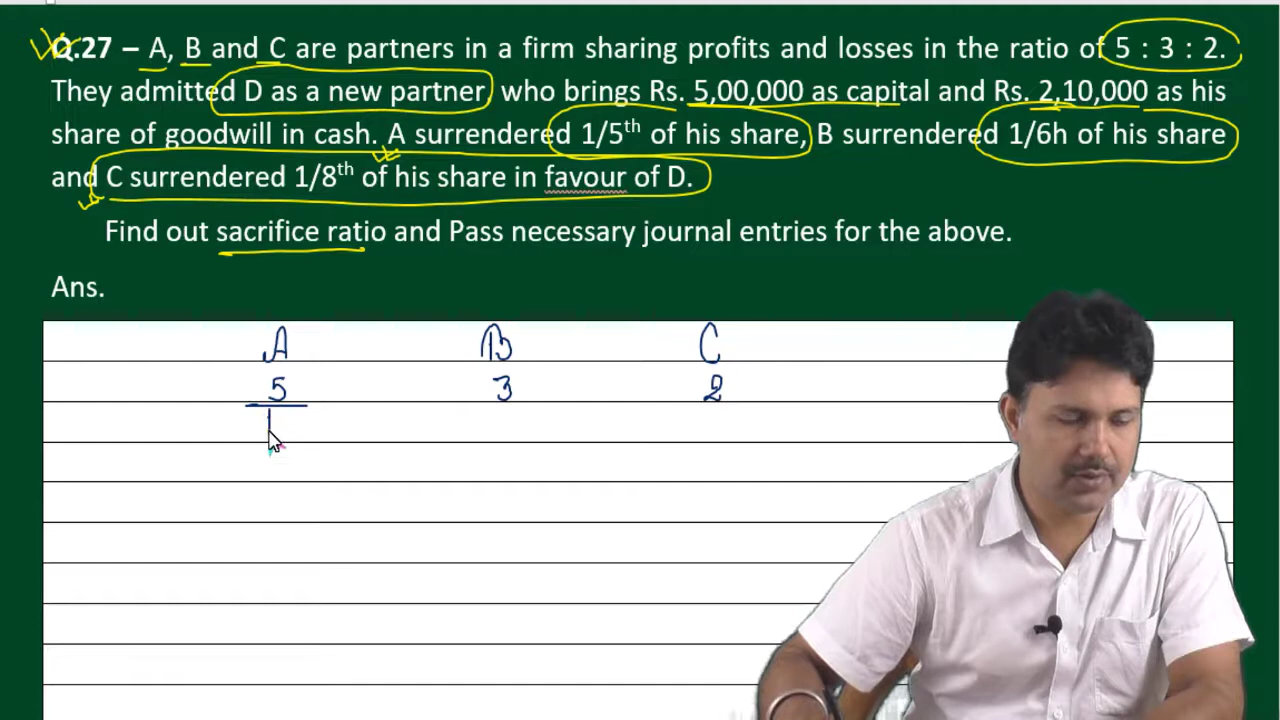 Q.27 – A, B and C are partners in a firm sharing profits and losses in the ratio of 5 : 3 : 2.
They admitted D as a new partner who brings Rs. 5,00,000 as capital and Rs. 2,10,000 as his
share of goodwill in cash. A surrendered 1/5th of his share, B surrendered 1/6h of his share
and C surrendered 1/8th of his share in favour of D.
Find out sacrifice ratio and Pass necessary journal entries for the above.
Ans.
A B C
5 3 2
1